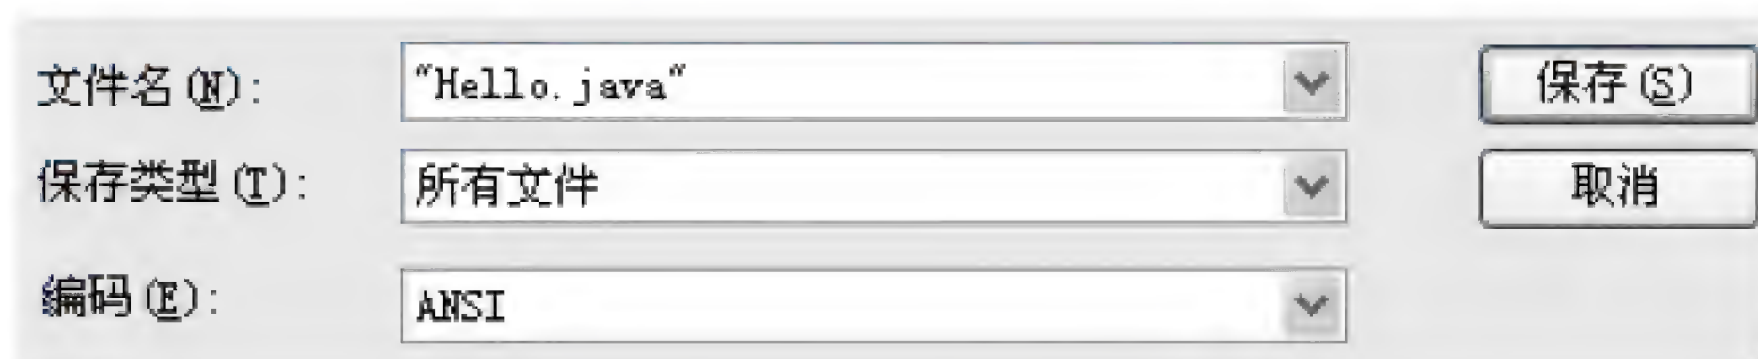 文件名(N): "Hello.java" 保存(S)
保存类型(T): 所有文件 取消
编码(E): ANSI